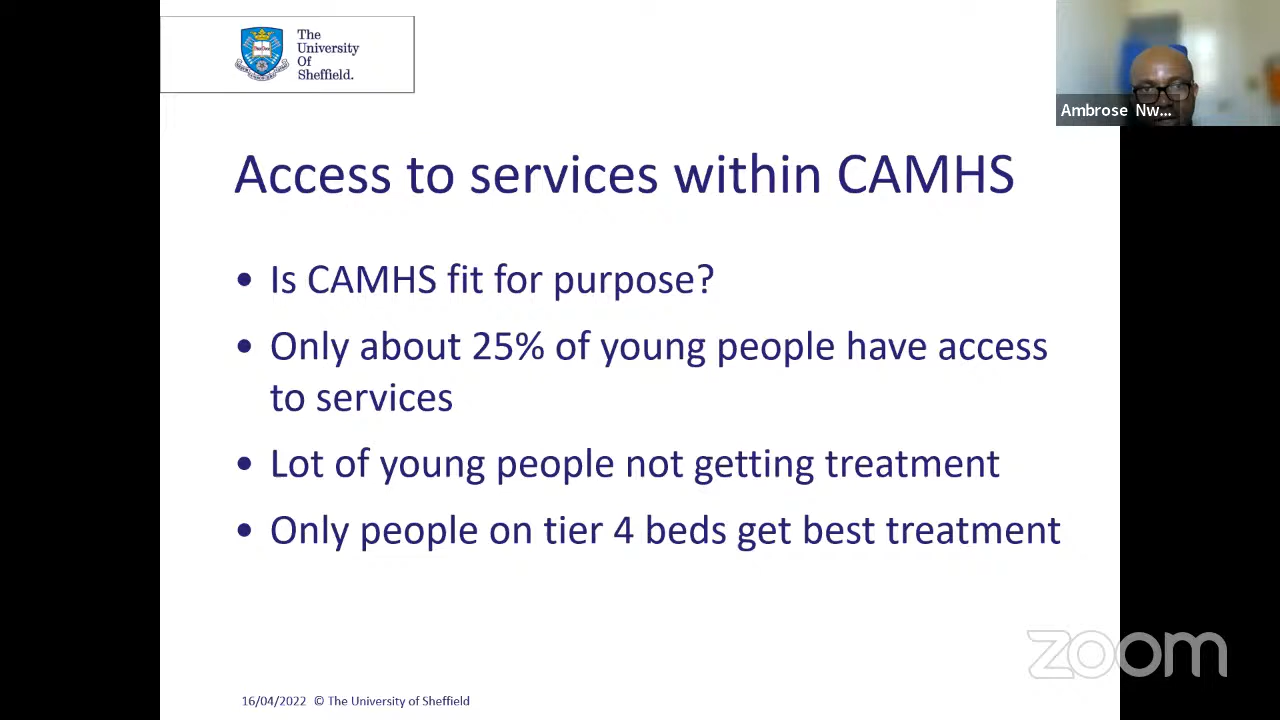 The
University
Of
Sheffield.
Ambrose Nw...
Access to services within CAMHS
• Is CAMHS fit for purpose?
• Only about 25% of young people have access
to services
• Lot of young people not getting treatment
• Only people on tier 4 beds get best treatment
zoom
16/04/2022 © The University of Sheffield